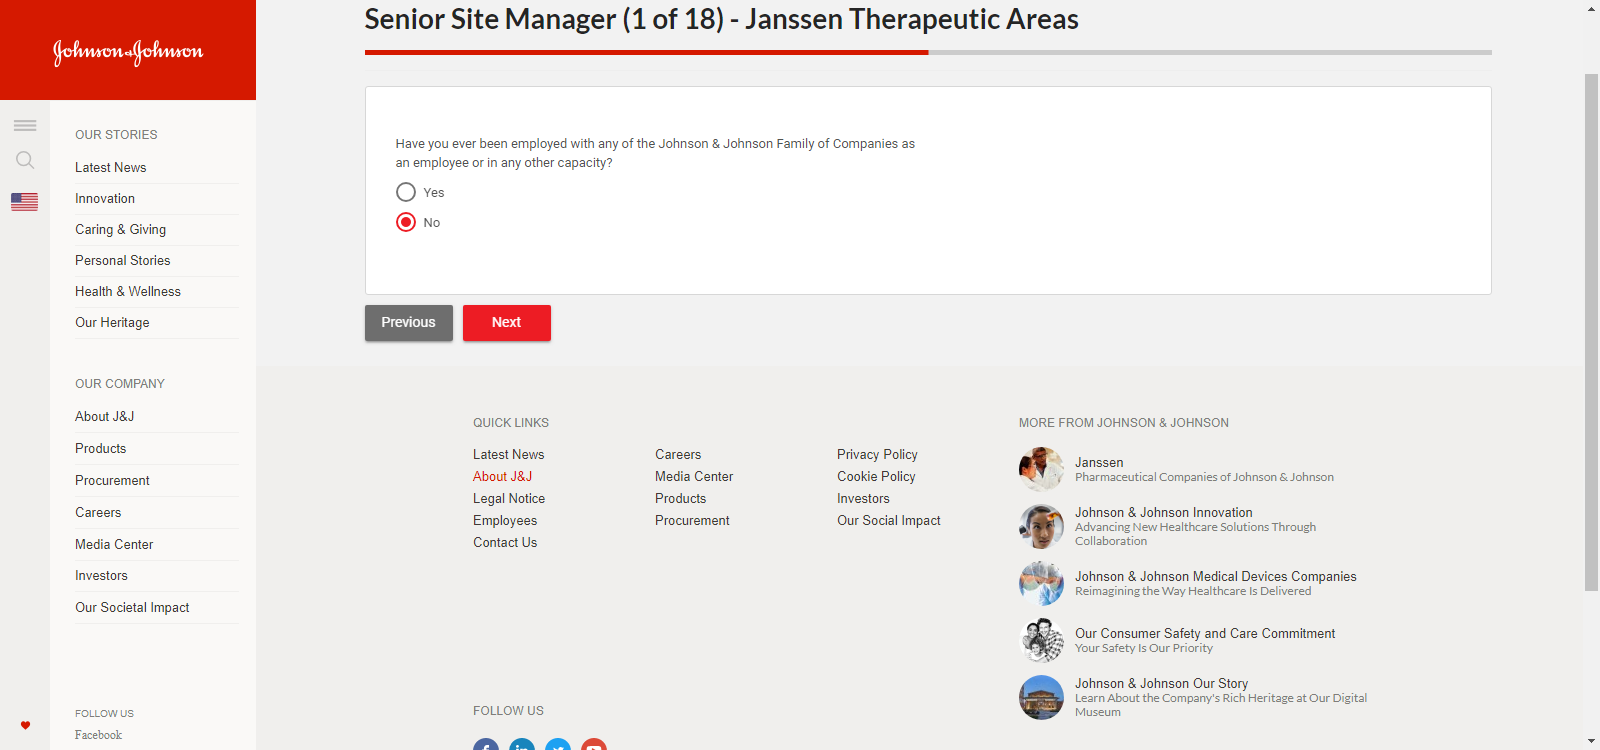 Johnson&Johnson
OUR STORIES
Latest News
Innovation
Caring & Giving
Personal Stories
Health & Wellness
Our Heritage
OUR COMPANY
About J&J
Products
Procurement
Careers
Media Center
Investors
Our Societal Impact
FOLLOW US
Facebook
Senior Site Manager (1 of 18) - Janssen Therapeutic Areas
Have you ever been employed with any of the Johnson & Johnson Family of Companies as
an employee or in any other capacity?
Yes
No
Previous
Next
QUICK LINKS
Latest News
About J&J
Legal Notice
Employees
Contact Us
Careers
Media Center
Products
Procurement
Privacy Policy
Cookie Policy
Investors
Our Social Impact
MORE FROM JOHNSON & JOHNSON
Janssen
Pharmaceutical Companies of Johnson & Johnson
Johnson & Johnson Innovation
Advancing New Healthcare Solutions Through
Collaboration
Johnson & Johnson Medical Devices Companies
Reimagining the Way Healthcare Is Delivered
Our Consumer Safety and Care Commitment
Your Safety Is Our Priority
Johnson & Johnson Our Story
Learn About the Company's Rich Heritage at Our Digital
Museum
FOLLOW US